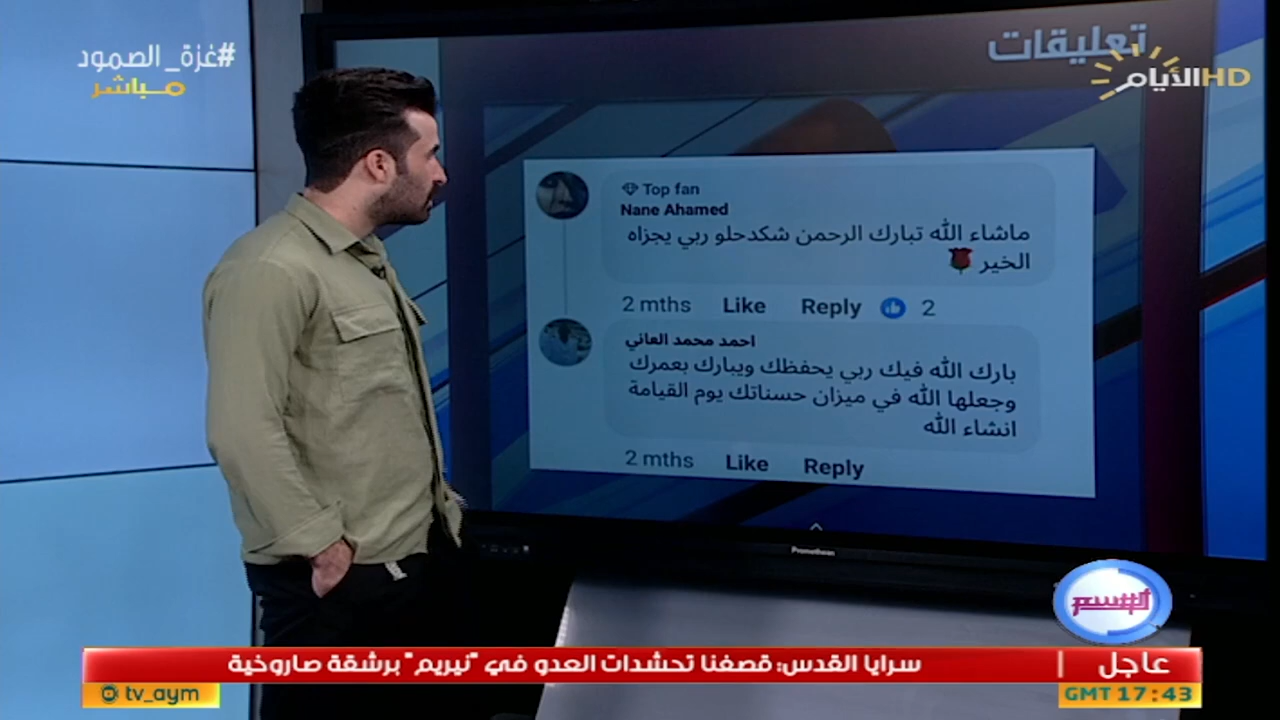 #غزة_الصمود
مباشر
تعليقات
الأيام HD
Top fan
Nane Ahamed
ماشاء الله تبارك الرحمن شكدحلو ربي يجزاه
الخير
2 mths Like Reply 2
احمد محمد العاني
بارك الله فيك ربي يحفظك ويبارك بعمرك
وجعلها الله في ميزان حسناتك يوم القيامة
انشاء الله
2 mths Like Reply
Promethean
عاجل | سرايا القدس: قصفنا تحشدات العدو في "نيريم" برشقة صاروخية
tv_aym
GMT 17:43